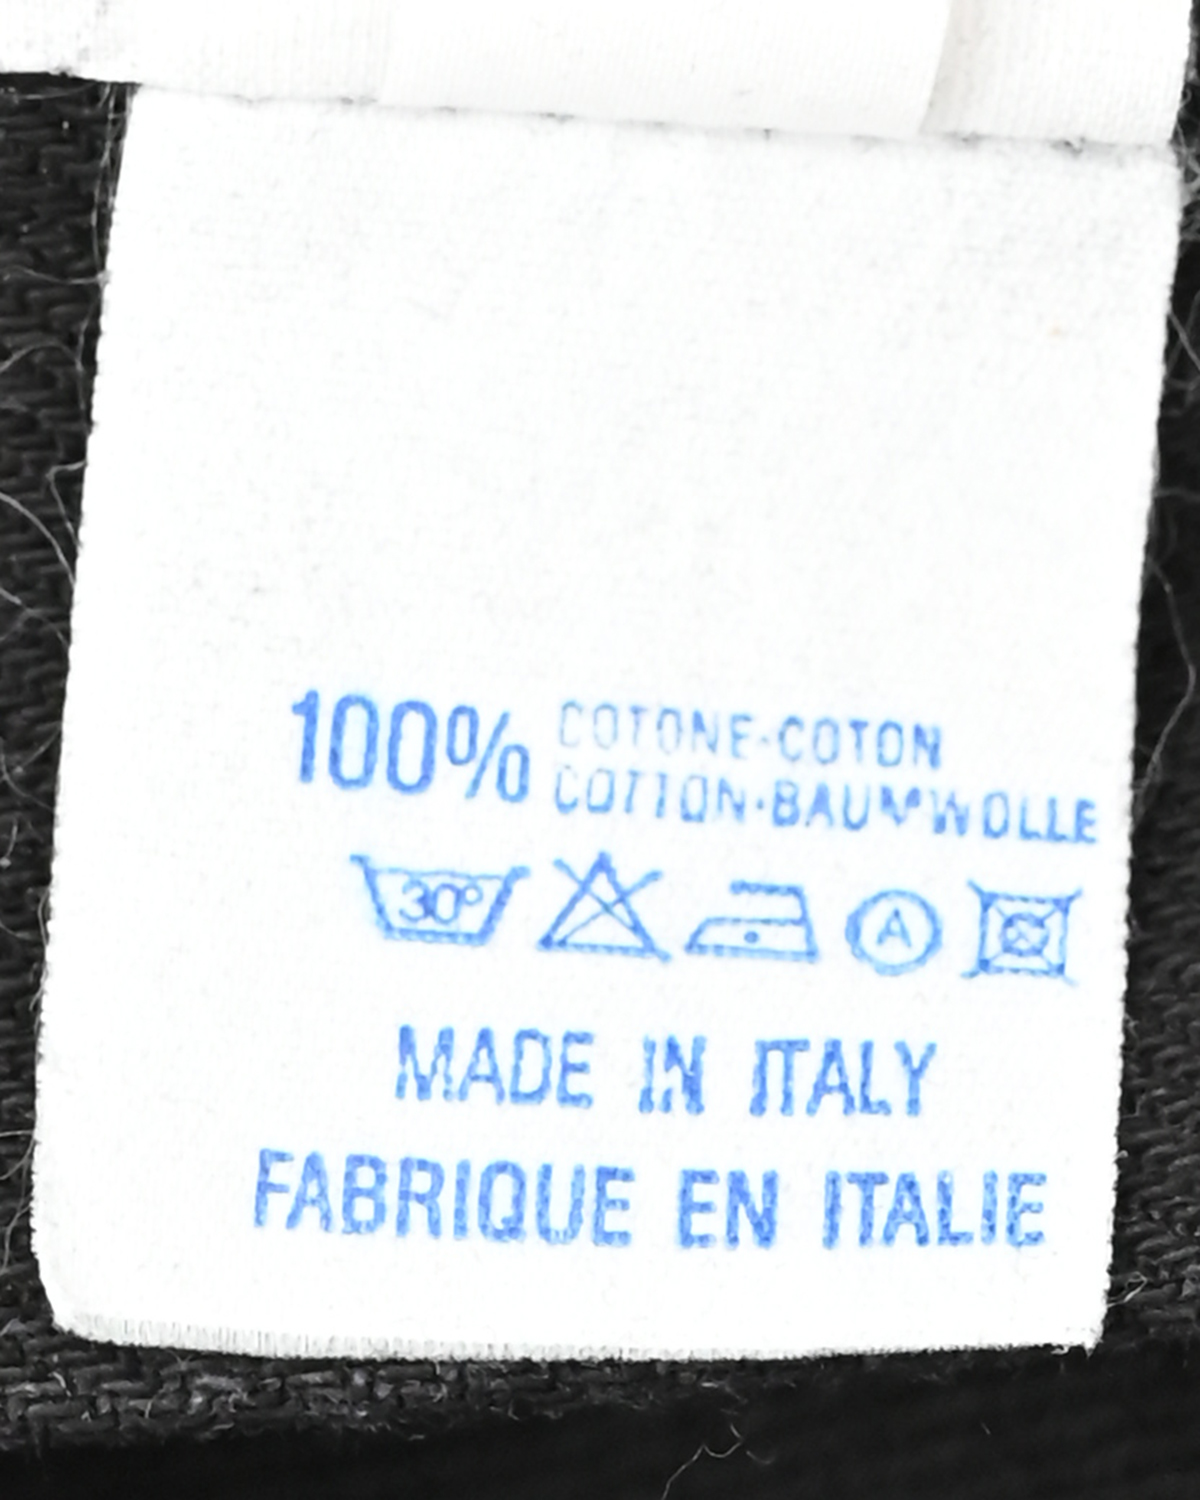 100% COTONE-COTON
COTTON-BAUMWOLLE
30° A
MADE IN ITALY
FABRIQUE EN ITALIE